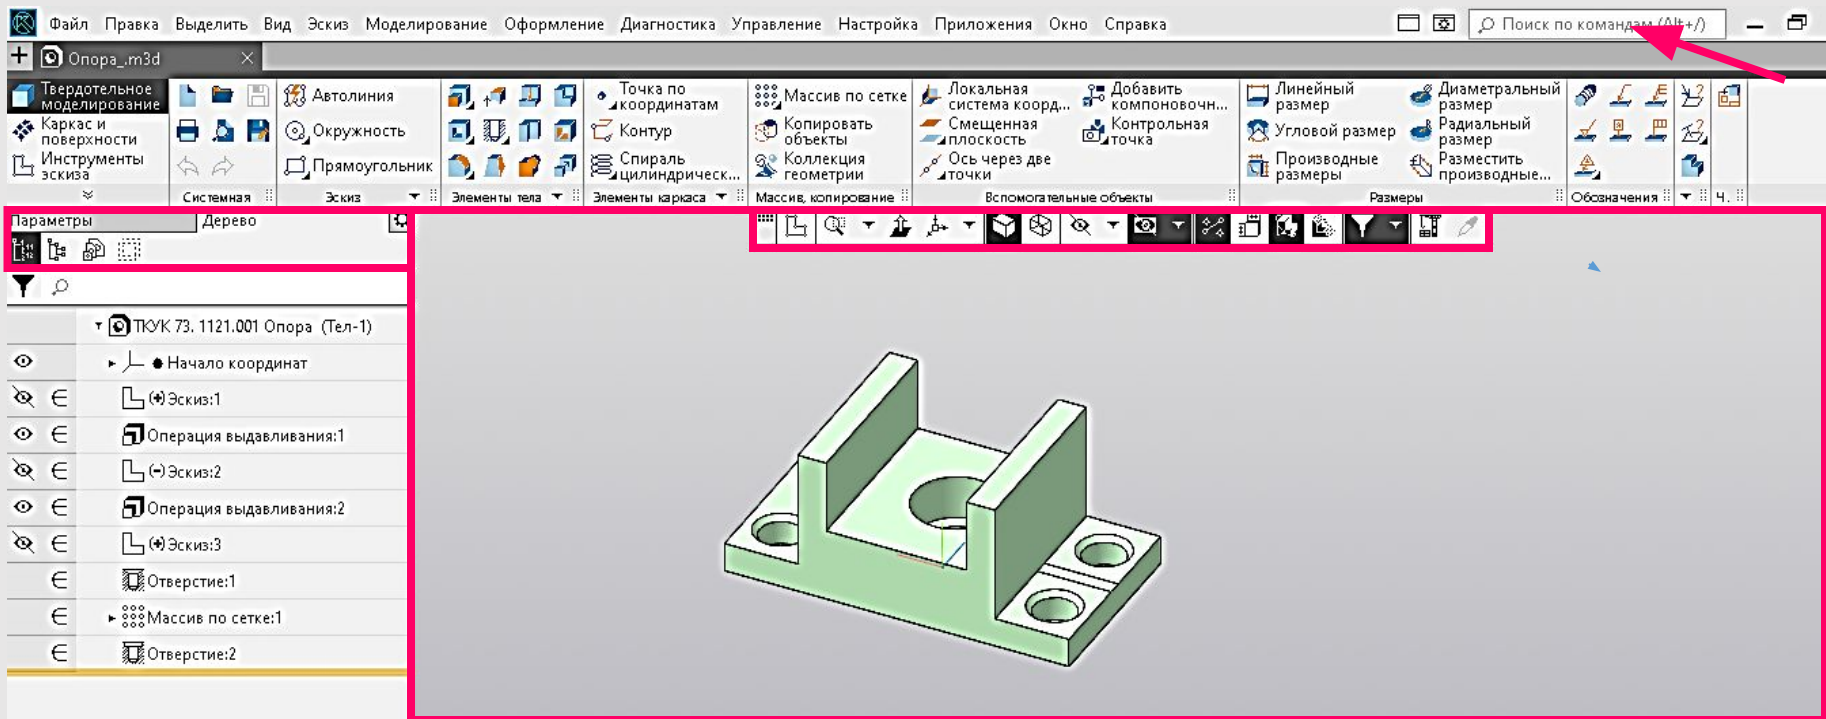 Файл Правка Выделить Вид Эскиз Моделирование Оформление Диагностика Управление Настройка Приложения Окно Справка
Поиск по командам (Alt+/)
Опора_.m3d
Твердотельное
моделирование
Каркас и
поверхности
Инструменты
эскиза
Системная
Автолиния
Окружность
Прямоугольник
Эскиз
Элементы тела
Точка по
координатам
Контур
Спираль
цилиндрическ...
Элементы каркаса
Массив по сетке
Копировать
объекты
Коллекция
геометрии
Массив, копирование
Локальная
система коорд...
Смещенная
плоскость
Ось через две
точки
Добавить
компоновочн...
Контрольная
точка
Вспомогательные объекты
Линейный
размер
Угловой размер
Производные
размеры
Диаметральный
размер
Радиальный
размер
Разместить
производные...
Размеры
Обозначения
Ч.
Параметры
Дерево
ТКУК 73. 1121.001 Опора (Тел-1)
Начало координат
(+) Эскиз:1
Операция выдавливания:1
(-) Эскиз:2
Операция выдавливания:2
(+) Эскиз:3
Отверстие:1
Массив по сетке:1
Отверстие:2